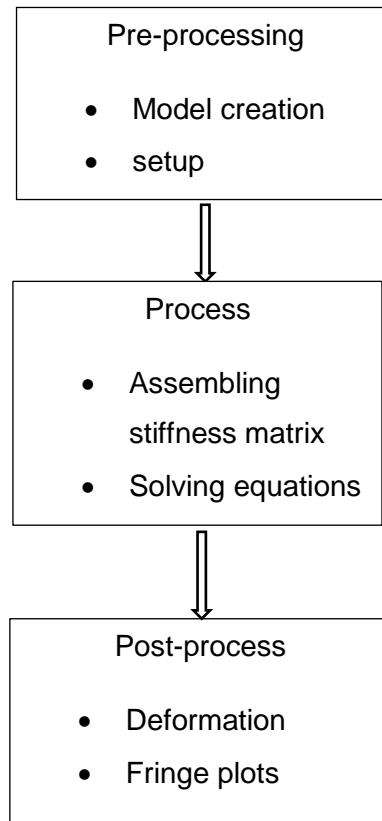 Pre-processing
• Model creation
• setup
Process
• Assembling
stiffness matrix
• Solving equations
Post-process
• Deformation
• Fringe plots